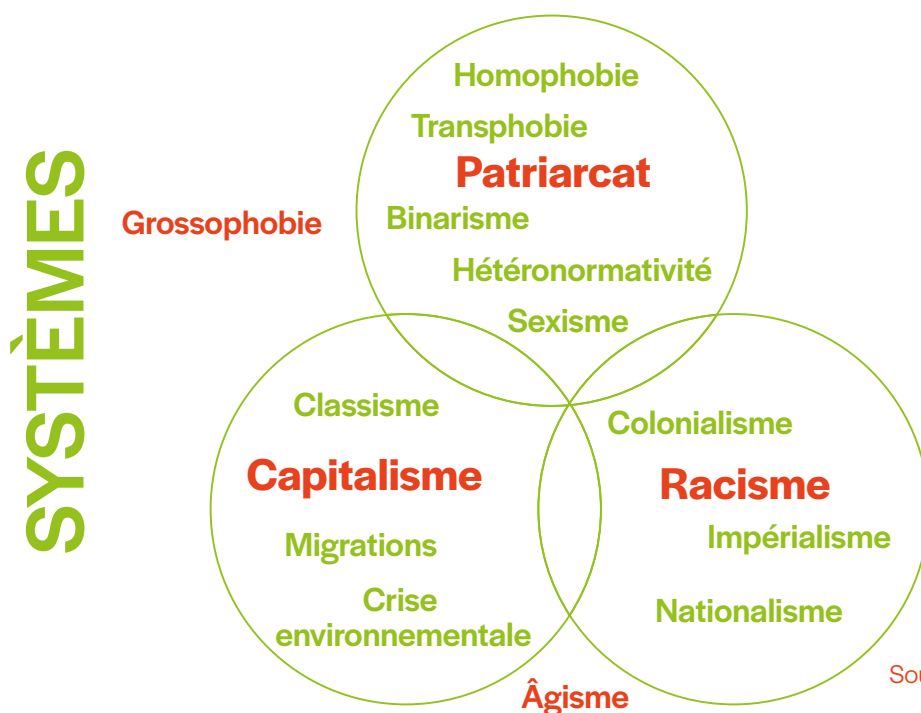 SYSTÈMES
Homophobie
Transphobie
Patriarcat
Grossophobie
Binarisme
Hétéronormativité
Sexisme
Classisme
Colonialisme
Capitalisme
Racisme
Migrations
Impérialisme
Crise
environnementale
Nationalisme
Âgisme